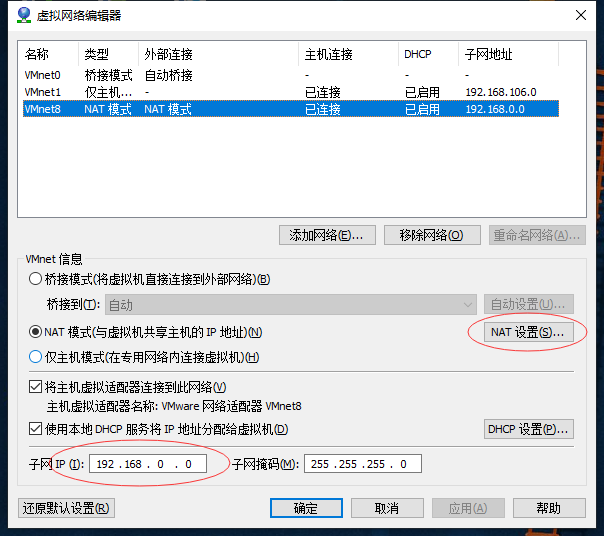 虚拟网络编辑器
名称 类型 外部连接 主机连接 DHCP 子网地址
VMnet0 桥接模式 自动桥接 - - -
VMnet1 仅主机... - 已连接 已启用 192.168.106.0
VMnet8 NAT 模式 NAT 模式 已连接 已启用 192.168.0.0
添加网络(E)... 移除网络(O) 重命名网络(A)...
VMnet 信息
桥接模式(将虚拟机直接连接到外部网络)(B)
桥接到(T): 自动 自动设置(U)...
NAT 模式(与虚拟机共享主机的 IP 地址)(N) NAT 设置(S)...
仅主机模式(在专用网络内连接虚拟机)(H)
将主机虚拟适配器连接到此网络(V)
主机虚拟适配器名称: VMware 网络适配器 VMnet8
使用本地 DHCP 服务将 IP 地址分配给虚拟机(D) DHCP 设置(P)...
子网 IP (I): 192 .168 . 0 . 0 子网掩码(M): 255 .255 .255 . 0
还原默认设置(R) 确定 取消 应用(A) 帮助